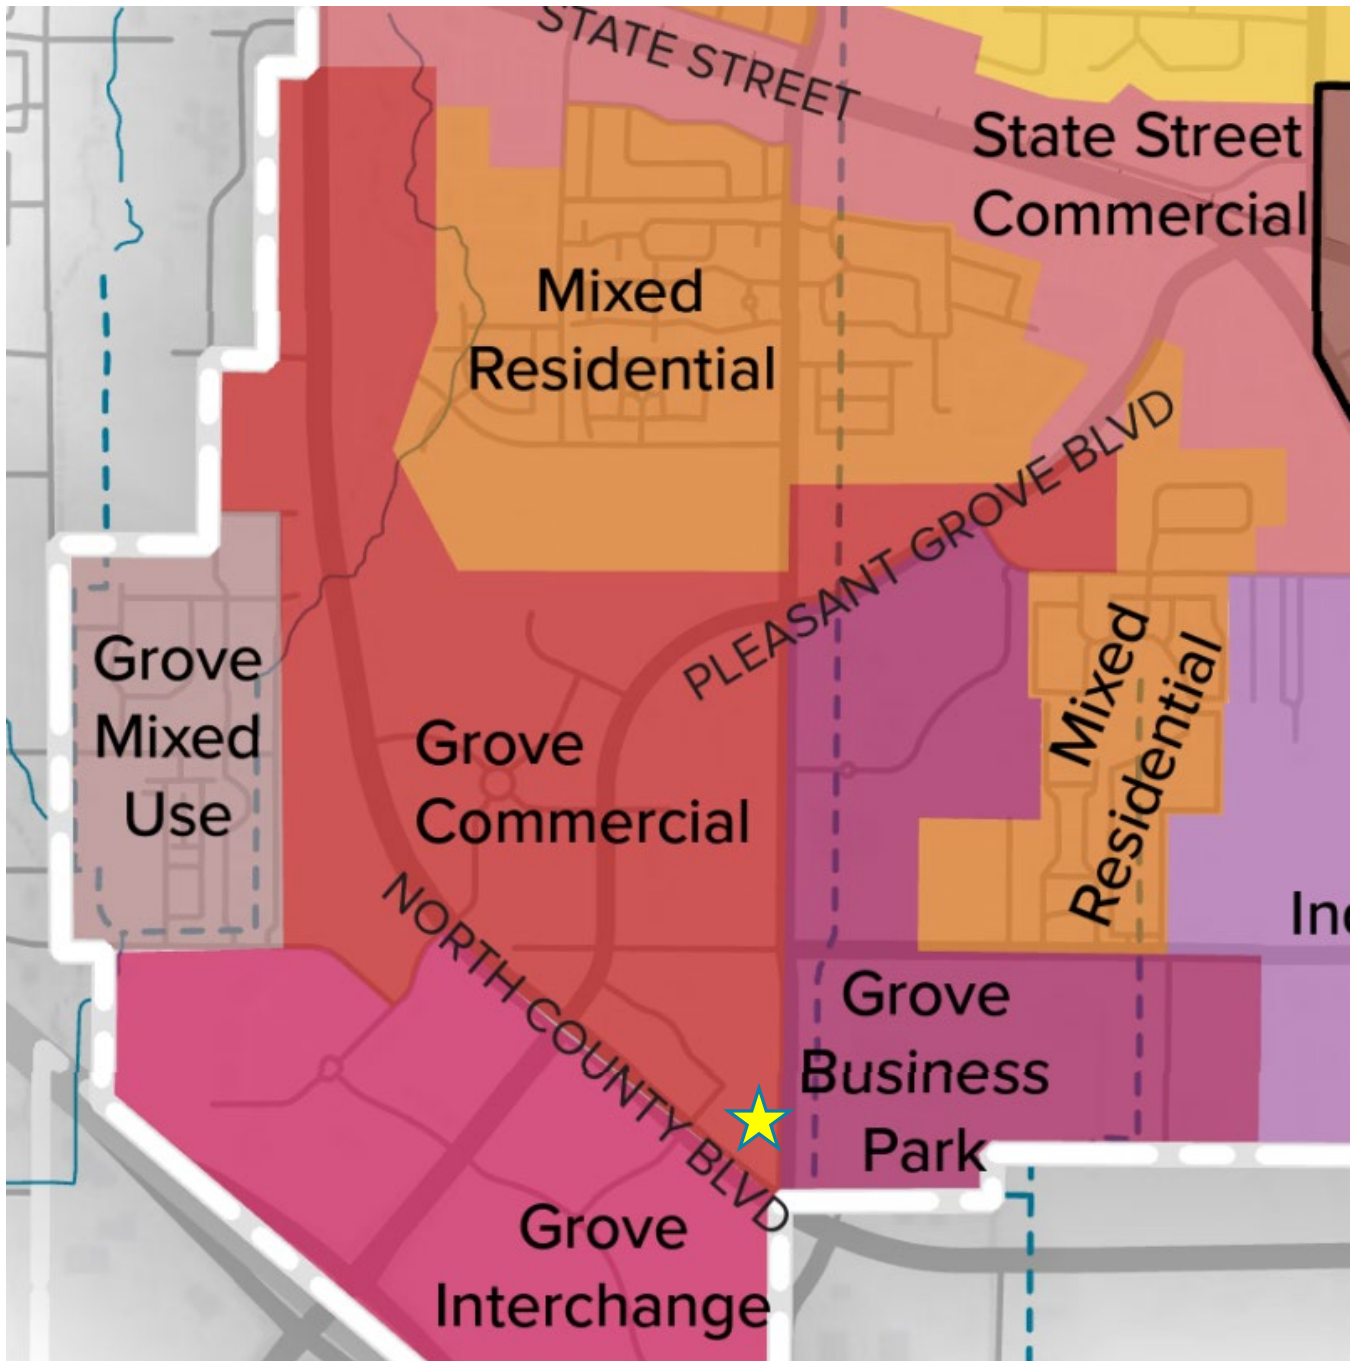 STATE STREET
State Street
Commercial
Mixed
Residential
PLEASANT GROVE BLVD
Mixed
Residential
Grove
Mixed
Use
Grove
Commercial
NORTH COUNTY BLVD
Grove
Business
Park
Grove
Interchange